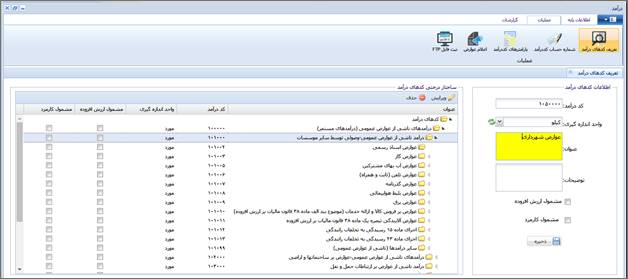 درآمد
اطلاعات پایه
عملیات
گزارشات
تعریف کدهای درآمد
شماره حساب کددرآمد
پارامترهای کددرآمد
اعلام عوارض
ثبت فایل FTP
عملیات
تعریف کدهای درآمد
اطلاعات کدهای درآمد
کد درآمد: ۱۰۵۰۰۰۰
واحد اندازه گیری: کیلو
عنوان: عوارض شهرداری
توضیحات:
مشمول ارزش افزوده
مشمول کارمزد
ذخیره
ساختار درختی کدهای درآمد
ویرایش حذف
عنوان کد درآمد واحد اندازه گیری مشمول ارزش افزوده مشمول کارمزد
کدهای درآمد
درآمدهای ناشی از عوارض عمومی (درآمدهای مستمر) ۱۰۰۰۰۰ مورد
درآمد ناشی از عوارض عمومی-وصولی توسط سایر موسسات ۱۰۱۰۰۰ مورد
عوارض اسناد رسمی ۱۰۱۰۰۲ مورد
عوارض گاز ۱۰۱۰۰۳ مورد
عوارض آب بهای مشترکین ۱۰۱۰۰۵ مورد
عوارض تلفن (ثابت و همراه) ۱۰۱۰۰۶ مورد
عوارض گذرنامه ۱۰۱۰۰۷ مورد
عوارض بلیط هواپیمائی ۱۰۱۰۰۸ مورد
عوارض برق ۱۰۱۰۰۹ مورد
عوارض بر فروش کالا و ارائه خدمات (موضوع بند الف ماده ۳۸ قانون مالیات بر ارزش افزوده) ۱۰۱۰۱۰ مورد
عوارض آلایندگی تبصره یک ماده ۳۸ قانون مالیات بر ارزش افزوده ۱۰۱۰۱۱ مورد
اجرای ماده ۱۵ رسیدگی به تخلفات رانندگی ۱۰۱۰۱۲ مورد
اجرای ماده ۲۳ رسیدگی به تخلفات رانندگی ۱۰۱۰۱۳ مورد
سایر درآمدها (ناشی از عوارض عمومی) ۱۰۱۰۹۹ مورد
درآمدهای ناشی از عوارض عمومی-عوارض بر ساختمانها و اراضی ۱۰۲۰۰۰ مورد
درآمد ناشی از عوارض بر ارتباطات حمل و نقل ۱۰۳۰۰۰ مورد